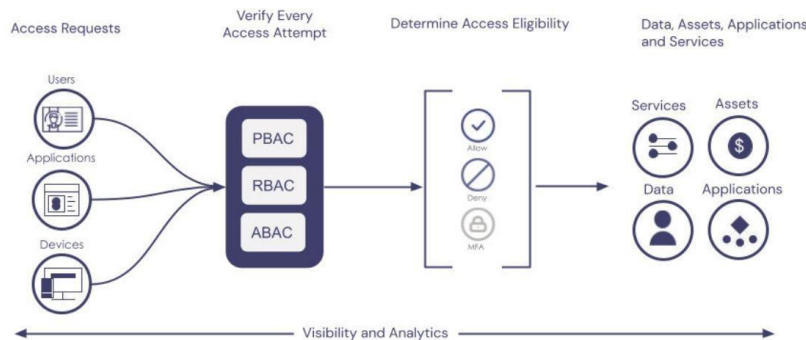 Access Requests
Verify Every
Access Attempt
Determine Access Eligibility
Data, Assets, Applications
and Services
Users
Applications
Devices
PBAC
RBAC
ABAC
Allow
Deny
MFA
Services
Assets
$
Data
Applications
Visibility and Analytics